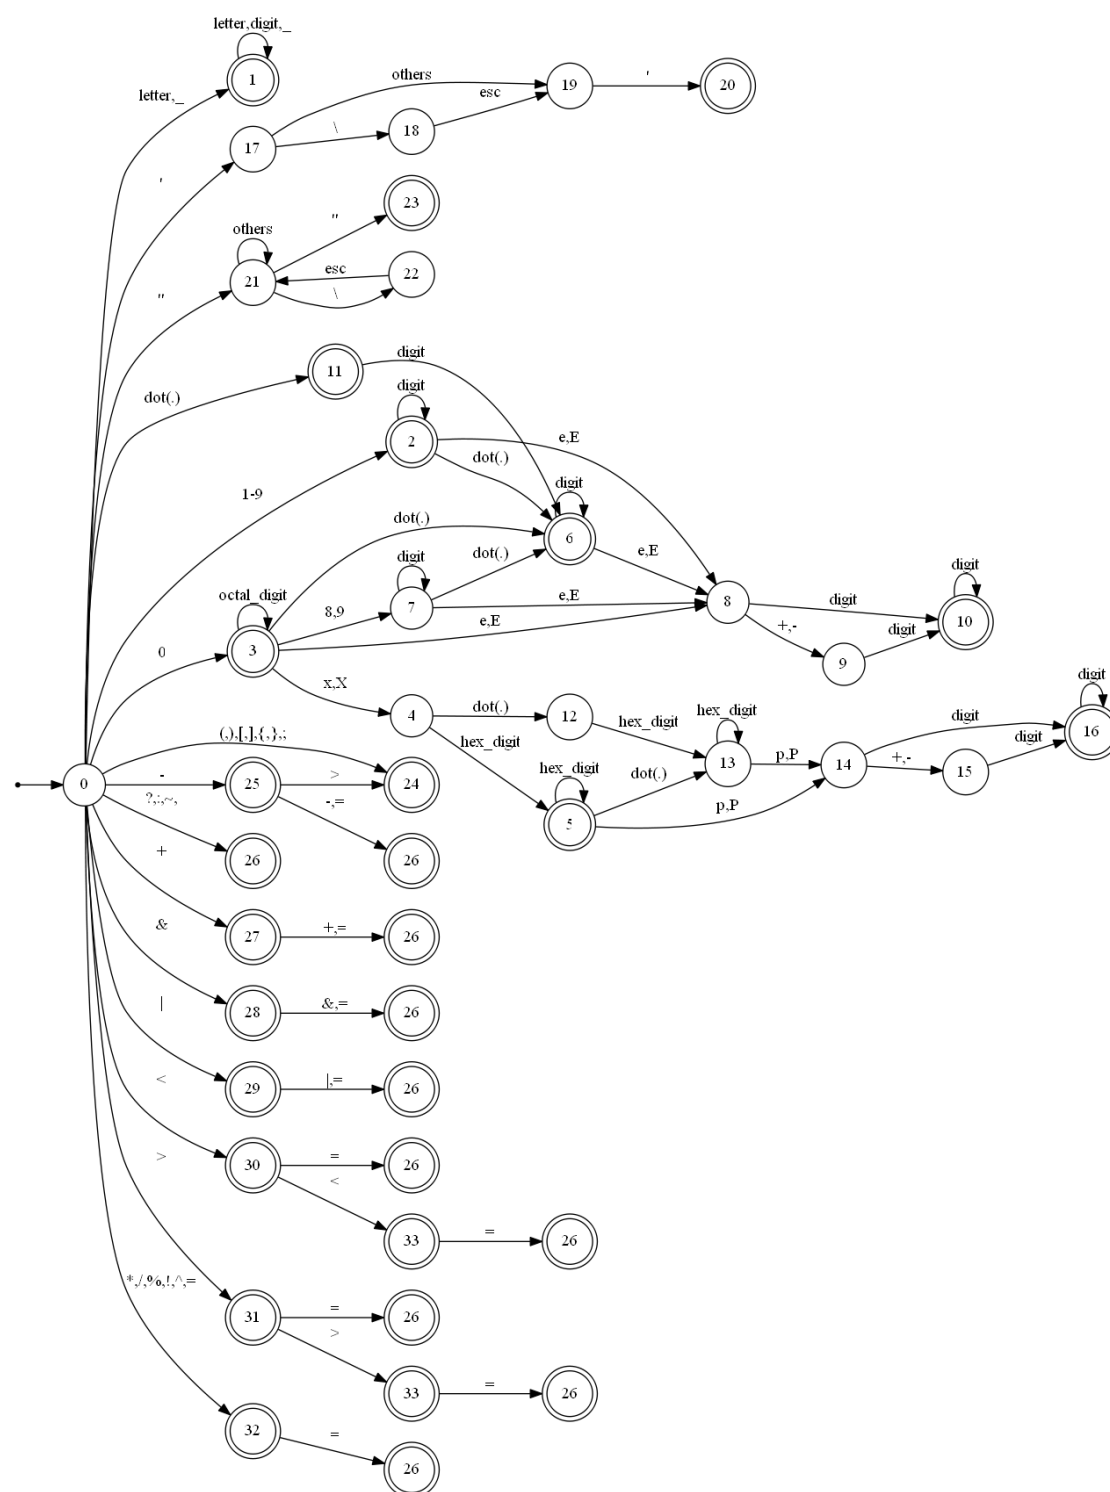 letter,digit,_
1
letter,_
others
19
'
20
esc
\
18
17
'
23
"
others
esc
22
21
\
"
digit
11
dot(.)
digit
2
e,E
dot(.)
1-9
digit
dot(.)
6
e,E
digit
dot(.)
octal_digit
8,9
7
e,E
8
digit
digit
10
e,E
+,-
digit
0
3
9
x,X
digit
4
dot(.)
12
hex_digit
hex_digit
digit
16
(,),[,],{,},;
hex_digit
hex_digit
13
p,P
14
+,-
15
digit
0
-
25
>
24
dot(.)
?,:,~,
-,=
5
p,P
26
26
+
27
+,=
26
&
28
&,=
26
|
29
|,=
26
<
30
=
26
<
>
33
=
26
*,/,%,!,^,=
31
=
26
>
33
=
26
32
=
26